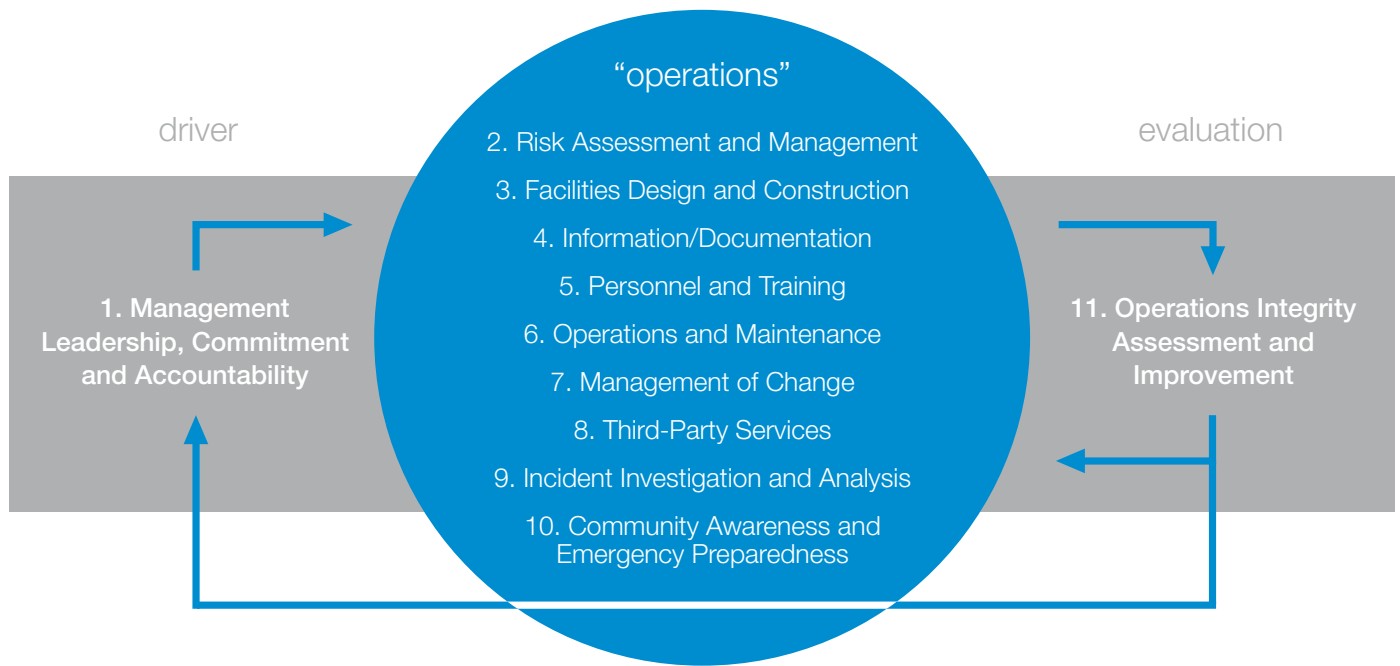 driver
1. Management
Leadership, Commitment
and Accountability
“operations”
2. Risk Assessment and Management
3. Facilities Design and Construction
4. Information/Documentation
5. Personnel and Training
6. Operations and Maintenance
7. Management of Change
8. Third-Party Services
9. Incident Investigation and Analysis
10. Community Awareness and
Emergency Preparedness
evaluation
11. Operations Integrity
Assessment and
Improvement